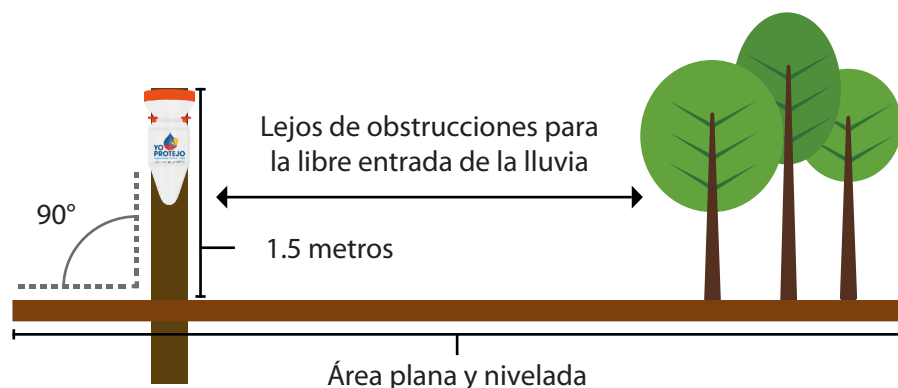 Lejos de obstrucciones para
la libre entrada de la lluvia
YO
PROTEJO
90°
1.5 metros
Área plana y nivelada